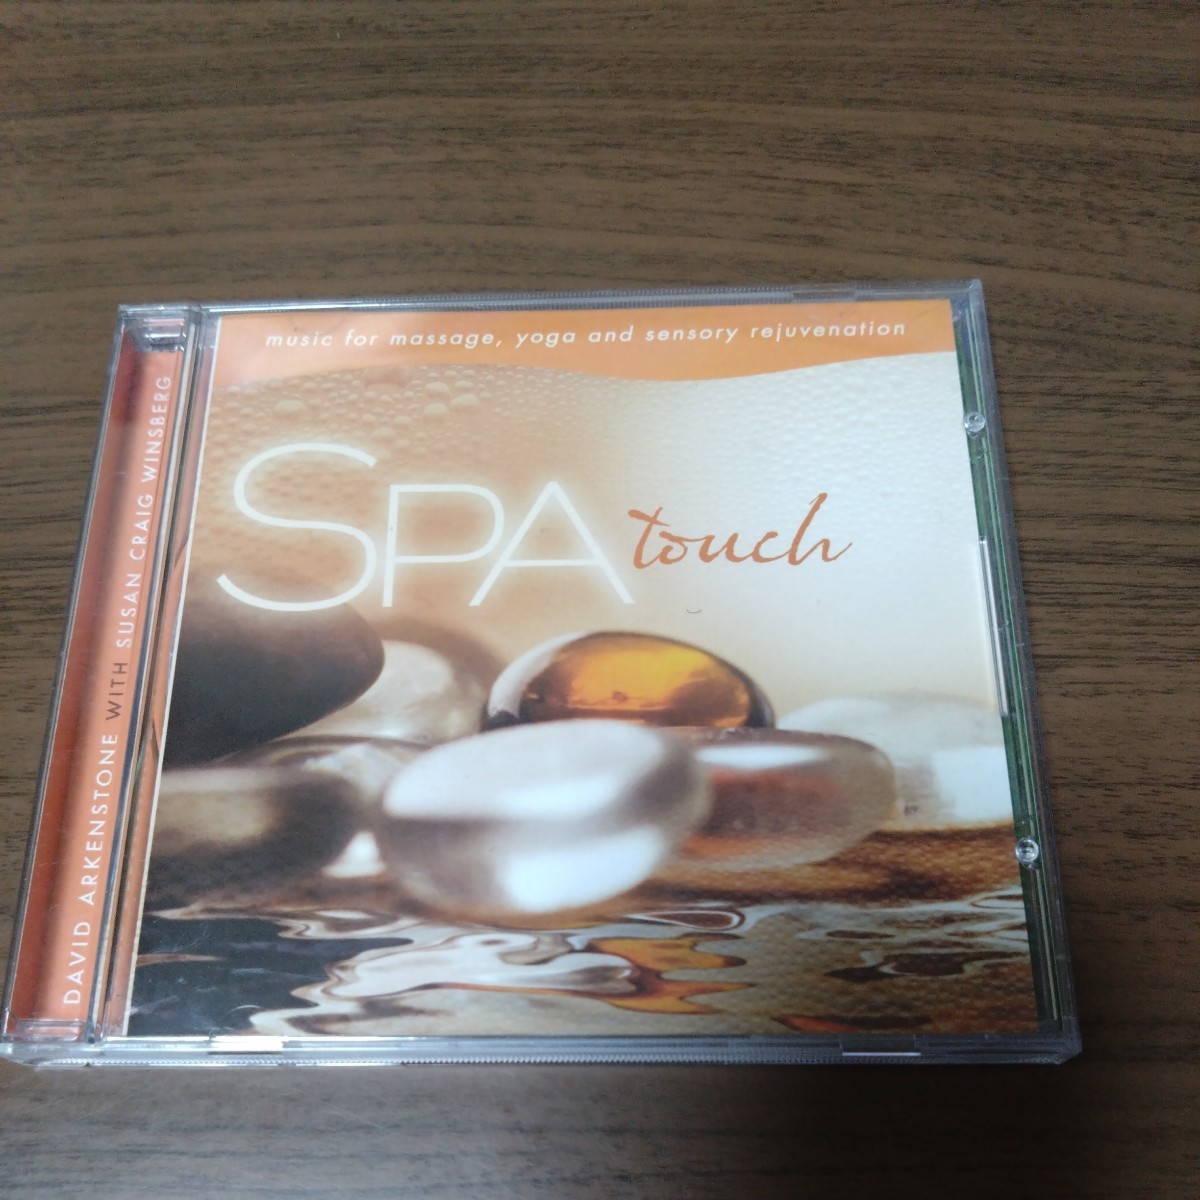 music for massage, yoga and sensory rejuvenation
SPA touch
DAVID ARKENSTONE WITH SUSAN CRAIG WINSBERG